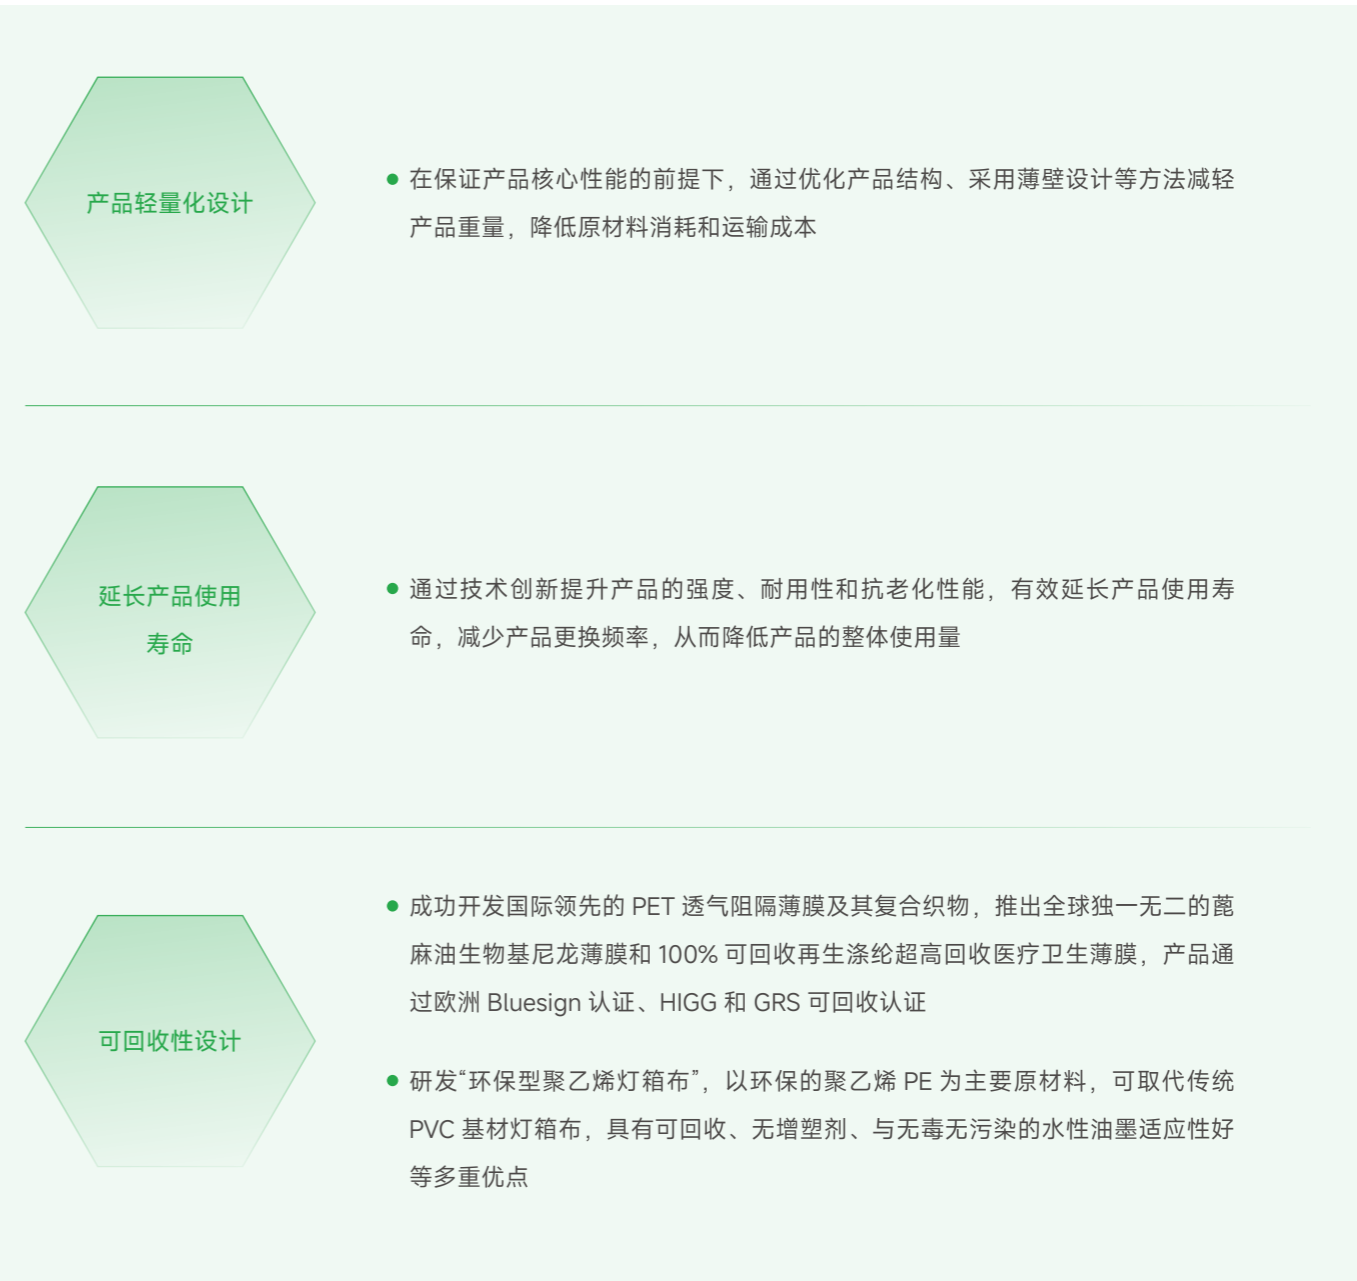 产品轻量化设计
在保证产品核心性能的前提下，通过优化产品结构、采用薄壁设计等方法减轻
产品重量，降低原材料消耗和运输成本
延长产品使用
寿命
通过技术创新提升产品的强度、耐用性和抗老化性能，有效延长产品使用寿
命，减少产品更换频率，从而降低产品的整体使用量
可回收性设计
成功开发国际领先的 PET 透气阻隔薄膜及其复合织物，推出全球独一无二的蓖
麻油生物基尼龙薄膜和 100% 可回收再生涤纶超高回收医疗卫生薄膜，产品通
过欧洲 Bluesign 认证、HIGG 和 GRS 可回收认证
研发“环保型聚乙烯灯箱布”，以环保的聚乙烯 PE 为主要原材料，可取代传统
PVC 基材灯箱布，具有可回收、无增塑剂、与无毒无污染的水性油墨适应性好
等多重优点